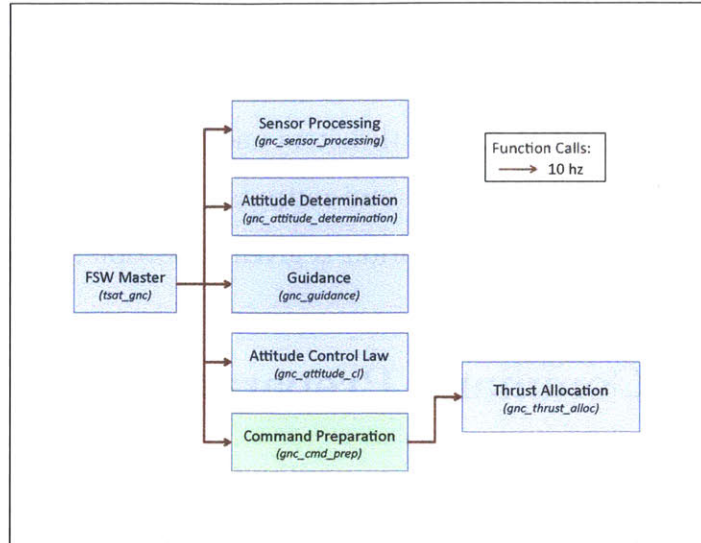 Sensor Processing
(gnc_sensor_processing)
Function Calls:
10 hz
Attitude Determination
(gnc_attitude_determination)
FSW Master
(tsat_gnc)
Guidance
(gnc_guidance)
Attitude Control Law
(gnc_attitude_cl)
Thrust Allocation
(gnc_thrust_alloc)
Command Preparation
(gnc_cmd_prep)